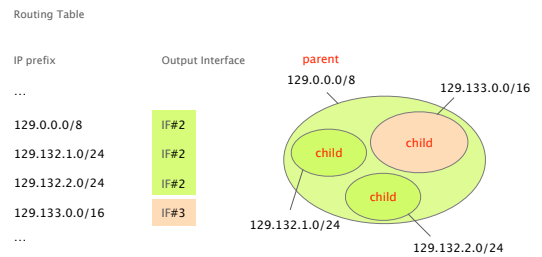 Routing Table
IP prefix Output Interface
...
129.0.0.0/8 IF#2
129.132.1.0/24 IF#2
129.132.2.0/24 IF#2
129.133.0.0/16 IF#3
...
parent
129.0.0.0/8
129.133.0.0/16
child
child
child
129.132.1.0/24
129.132.2.0/24